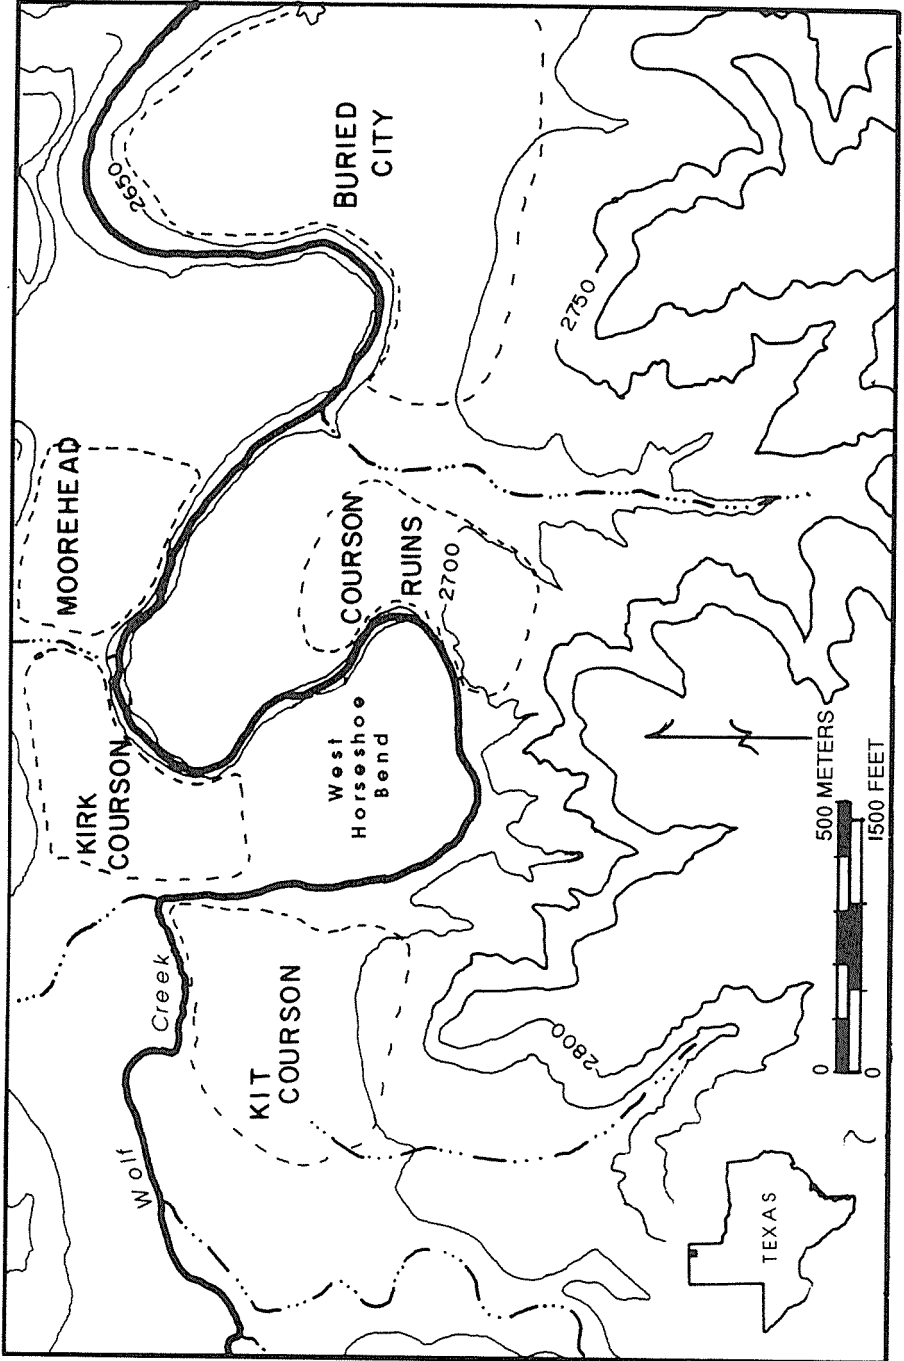 BURIED
CITY
2650
2750
MOOREHEAD
COURSON
RUINS
2700
KIRK
COURSON
West
Horseshoe
Bend
KIT
COURSON
Wolf Creek
2800
500 METERS
1500 FEET
0
0
TEXAS